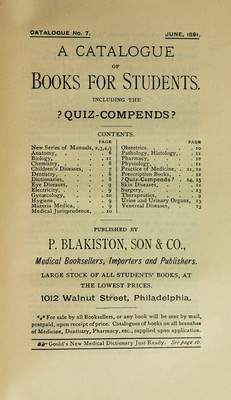 CATALOGUE No. 7. JUNE, 1891.
A CATALOGUE
OF
BOOKS FOR STUDENTS.
INCLUDING THE
? QUIZ-COMPENDS ?
CONTENTS.
PAGE
New Series of Manuals, 2,3,4,5
Anatomy, . . . 6
Biology, . . . 11
Chemistry, . . . 6
Children's Diseases, . . 7
Dentistry, . . . 8
Dictionaries, . . . 8
Eye Diseases, . . . 9
Electricity, . . . 9
Gynæcology, . . . 10
Hygiene, . . . 9
Materia Medica, . . . 9
Medical Jurisprudence, . . 10
PAGE
Obstetrics, . . . 10
Pathology, Histology, . . 11
Pharmacy, . . . 12
Physiology, . . . 11
Practice of Medicine, . 11, 12
Prescription Books, . . 12
? Quiz-Compends ? . 14, 15
Skin Diseases, . . . 12
Surgery, . . . 13
Therapeutics, . . . 9
Urine and Urinary Organs, 13
Venereal Diseases, . . 13
PUBLISHED BY
P. BLAKISTON, SON & CO.,
Medical Booksellers, Importers and Publishers.
LARGE STOCK OF ALL STUDENTS' BOOKS, AT
THE LOWEST PRICES.
1012 Walnut Street, Philadelphia.
*⁎* For sale by all Booksellers, or any book will be sent by mail,
postpaid, upon receipt of price. Catalogues of books on all branches
of Medicine, Dentistry, Pharmacy, etc., supplied upon application.
☞ Gould's New Medical Dictionary Just Ready. See page 16.